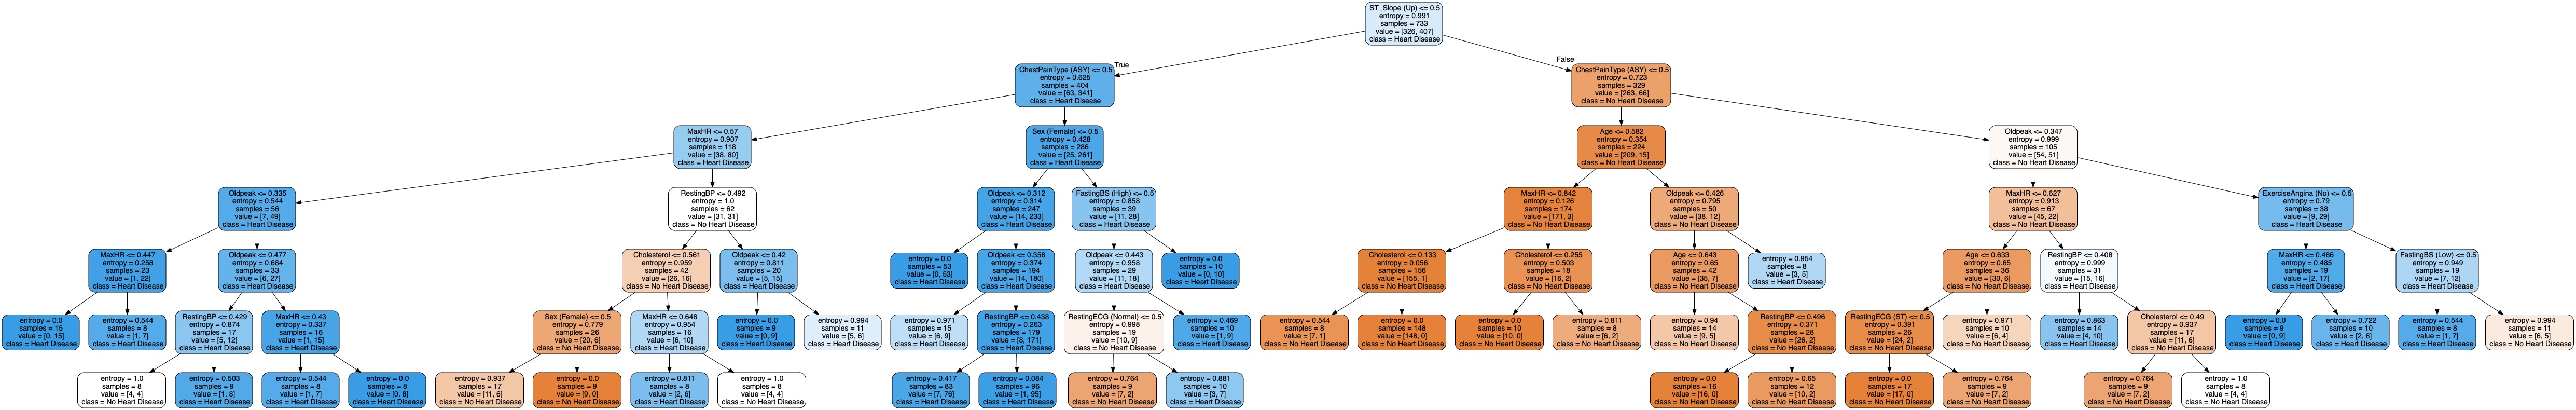 ST_Slope (Up) <= 0.5
entropy = 0.991
samples = 733
value = [326, 407]
class = Heart Disease
True
False
ChestPainType (ASY) <= 0.5
entropy = 0.625
samples = 404
value = [63, 341]
class = Heart Disease
ChestPainType (ASY) <= 0.5
entropy = 0.723
samples = 329
value = [263, 66]
class = No Heart Disease
MaxHR <= 0.57
entropy = 0.907
samples = 118
value = [38, 80]
class = Heart Disease
Sex (Female) <= 0.5
entropy = 0.428
samples = 286
value = [25, 261]
class = Heart Disease
Age <= 0.582
entropy = 0.354
samples = 224
value = [209, 15]
class = No Heart Disease
Oldpeak <= 0.347
entropy = 0.999
samples = 105
value = [54, 51]
class = No Heart Disease
Oldpeak <= 0.335
entropy = 0.544
samples = 56
value = [7, 49]
class = Heart Disease
RestingBP <= 0.492
entropy = 1.0
samples = 62
value = [31, 31]
class = No Heart Disease
Oldpeak <= 0.312
entropy = 0.314
samples = 247
value = [14, 233]
class = Heart Disease
FastingBS (High) <= 0.5
entropy = 0.858
samples = 39
value = [11, 28]
class = Heart Disease
MaxHR <= 0.842
entropy = 0.126
samples = 174
value = [171, 3]
class = No Heart Disease
Oldpeak <= 0.426
entropy = 0.795
samples = 50
value = [38, 12]
class = No Heart Disease
MaxHR <= 0.627
entropy = 0.913
samples = 67
value = [45, 22]
class = No Heart Disease
ExerciseAngina (No) <= 0.5
entropy = 0.79
samples = 38
value = [9, 29]
class = Heart Disease
MaxHR <= 0.447
entropy = 0.258
samples = 23
value = [1, 22]
class = Heart Disease
Oldpeak <= 0.477
entropy = 0.684
samples = 33
value = [6, 27]
class = Heart Disease
Cholesterol <= 0.561
entropy = 0.959
samples = 42
value = [26, 16]
class = No Heart Disease
Oldpeak <= 0.42
entropy = 0.811
samples = 20
value = [5, 15]
class = Heart Disease
entropy = 0.0
samples = 53
value = [0, 53]
class = Heart Disease
Oldpeak <= 0.358
entropy = 0.374
samples = 194
value = [14, 180]
class = Heart Disease
Oldpeak <= 0.443
entropy = 0.958
samples = 29
value = [11, 18]
class = Heart Disease
entropy = 0.0
samples = 10
value = [0, 10]
class = Heart Disease
Cholesterol <= 0.133
entropy = 0.056
samples = 156
value = [155, 1]
class = No Heart Disease
Cholesterol <= 0.255
entropy = 0.503
samples = 18
value = [16, 2]
class = No Heart Disease
Age <= 0.643
entropy = 0.65
samples = 42
value = [35, 7]
class = No Heart Disease
entropy = 0.954
samples = 8
value = [3, 5]
class = Heart Disease
Age <= 0.633
entropy = 0.65
samples = 36
value = [30, 6]
class = No Heart Disease
RestingBP <= 0.408
entropy = 0.999
samples = 31
value = [15, 16]
class = Heart Disease
MaxHR <= 0.486
entropy = 0.485
samples = 19
value = [2, 17]
class = Heart Disease
FastingBS (Low) <= 0.5
entropy = 0.949
samples = 19
value = [7, 12]
class = Heart Disease
entropy = 0.0
samples = 15
value = [0, 15]
class = Heart Disease
entropy = 0.544
samples = 8
value = [1, 7]
class = Heart Disease
RestingBP <= 0.429
entropy = 0.874
samples = 17
value = [5, 12]
class = Heart Disease
MaxHR <= 0.43
entropy = 0.337
samples = 16
value = [1, 15]
class = Heart Disease
Sex (Female) <= 0.5
entropy = 0.779
samples = 26
value = [20, 6]
class = No Heart Disease
MaxHR <= 0.648
entropy = 0.954
samples = 16
value = [6, 10]
class = Heart Disease
entropy = 0.0
samples = 9
value = [0, 9]
class = Heart Disease
entropy = 0.994
samples = 11
value = [5, 6]
class = Heart Disease
entropy = 0.971
samples = 15
value = [6, 9]
class = Heart Disease
RestingBP <= 0.438
entropy = 0.263
samples = 179
value = [8, 171]
class = Heart Disease
RestingECG (Normal) <= 0.5
entropy = 0.998
samples = 19
value = [10, 9]
class = No Heart Disease
entropy = 0.469
samples = 10
value = [1, 9]
class = Heart Disease
entropy = 0.544
samples = 8
value = [7, 1]
class = No Heart Disease
entropy = 0.0
samples = 148
value = [148, 0]
class = No Heart Disease
entropy = 0.0
samples = 10
value = [10, 0]
class = No Heart Disease
entropy = 0.811
samples = 8
value = [6, 2]
class = No Heart Disease
entropy = 0.94
samples = 14
value = [9, 5]
class = No Heart Disease
RestingBP <= 0.496
entropy = 0.371
samples = 28
value = [26, 2]
class = No Heart Disease
RestingECG (ST) <= 0.5
entropy = 0.391
samples = 26
value = [24, 2]
class = No Heart Disease
entropy = 0.971
samples = 10
value = [6, 4]
class = No Heart Disease
entropy = 0.863
samples = 14
value = [4, 10]
class = Heart Disease
Cholesterol <= 0.49
entropy = 0.937
samples = 17
value = [11, 6]
class = No Heart Disease
entropy = 0.0
samples = 9
value = [0, 9]
class = Heart Disease
entropy = 0.722
samples = 10
value = [2, 8]
class = Heart Disease
entropy = 0.544
samples = 8
value = [1, 7]
class = Heart Disease
entropy = 0.994
samples = 11
value = [6, 5]
class = No Heart Disease
entropy = 1.0
samples = 8
value = [4, 4]
class = No Heart Disease
entropy = 0.503
samples = 9
value = [1, 8]
class = Heart Disease
entropy = 0.544
samples = 8
value = [1, 7]
class = Heart Disease
entropy = 0.0
samples = 8
value = [0, 8]
class = Heart Disease
entropy = 0.937
samples = 17
value = [11, 6]
class = No Heart Disease
entropy = 0.0
samples = 9
value = [9, 0]
class = No Heart Disease
entropy = 0.811
samples = 8
value = [2, 6]
class = Heart Disease
entropy = 1.0
samples = 8
value = [4, 4]
class = No Heart Disease
entropy = 0.417
samples = 83
value = [7, 76]
class = Heart Disease
entropy = 0.084
samples = 96
value = [1, 95]
class = Heart Disease
entropy = 0.764
samples = 9
value = [7, 2]
class = No Heart Disease
entropy = 0.881
samples = 10
value = [3, 7]
class = Heart Disease
entropy = 0.0
samples = 16
value = [16, 0]
class = No Heart Disease
entropy = 0.65
samples = 12
value = [10, 2]
class = No Heart Disease
entropy = 0.0
samples = 17
value = [17, 0]
class = No Heart Disease
entropy = 0.764
samples = 9
value = [7, 2]
class = No Heart Disease
entropy = 0.764
samples = 9
value = [7, 2]
class = No Heart Disease
entropy = 1.0
samples = 8
value = [4, 4]
class = No Heart Disease